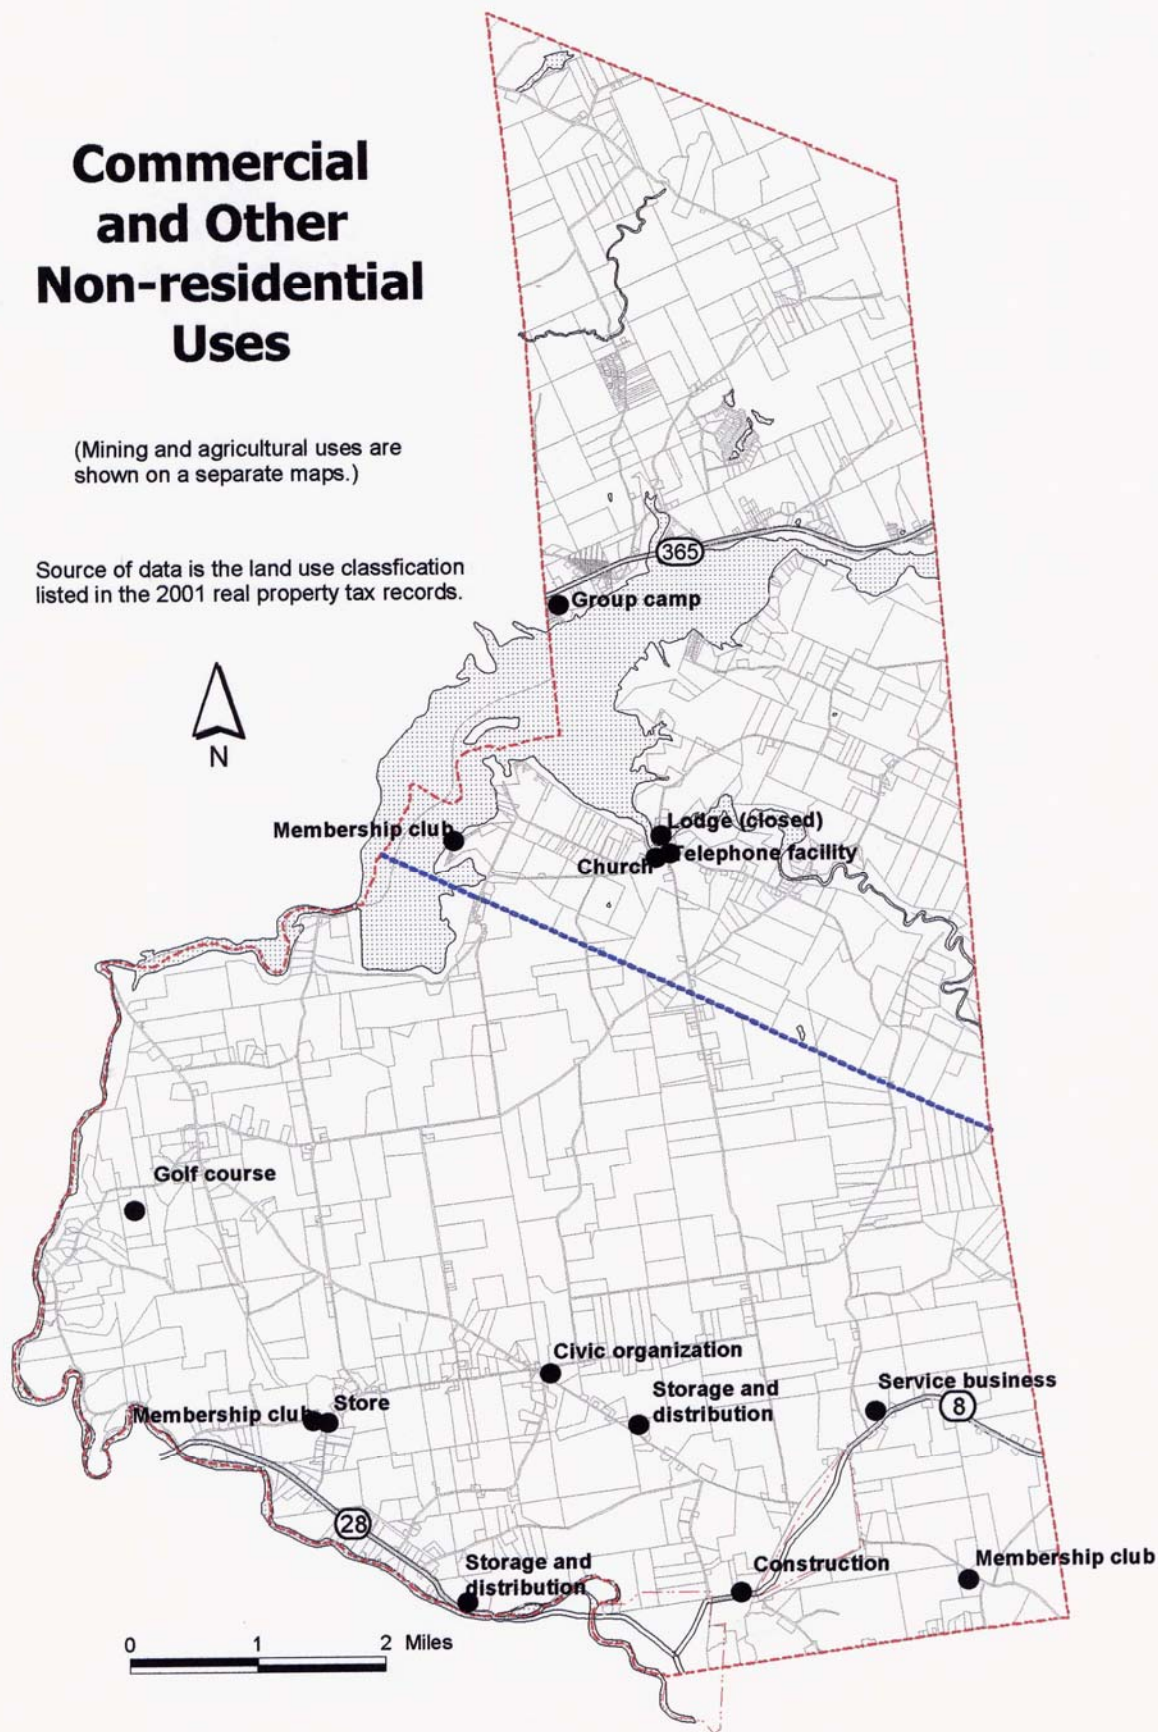 Commercial
and Other
Non-residential
Uses
(Mining and agricultural uses are
shown on a separate maps.)
Source of data is the land use classfication
listed in the 2001 real property tax records.
N
365
Group camp
Membership club
Lodge (closed)
Telephone facility
Church
Golf course
Civic organization
Storage and
distribution
Service business
8
Store
Membership club
28
Storage and
distribution
Construction
Membership club
0 1 2 Miles